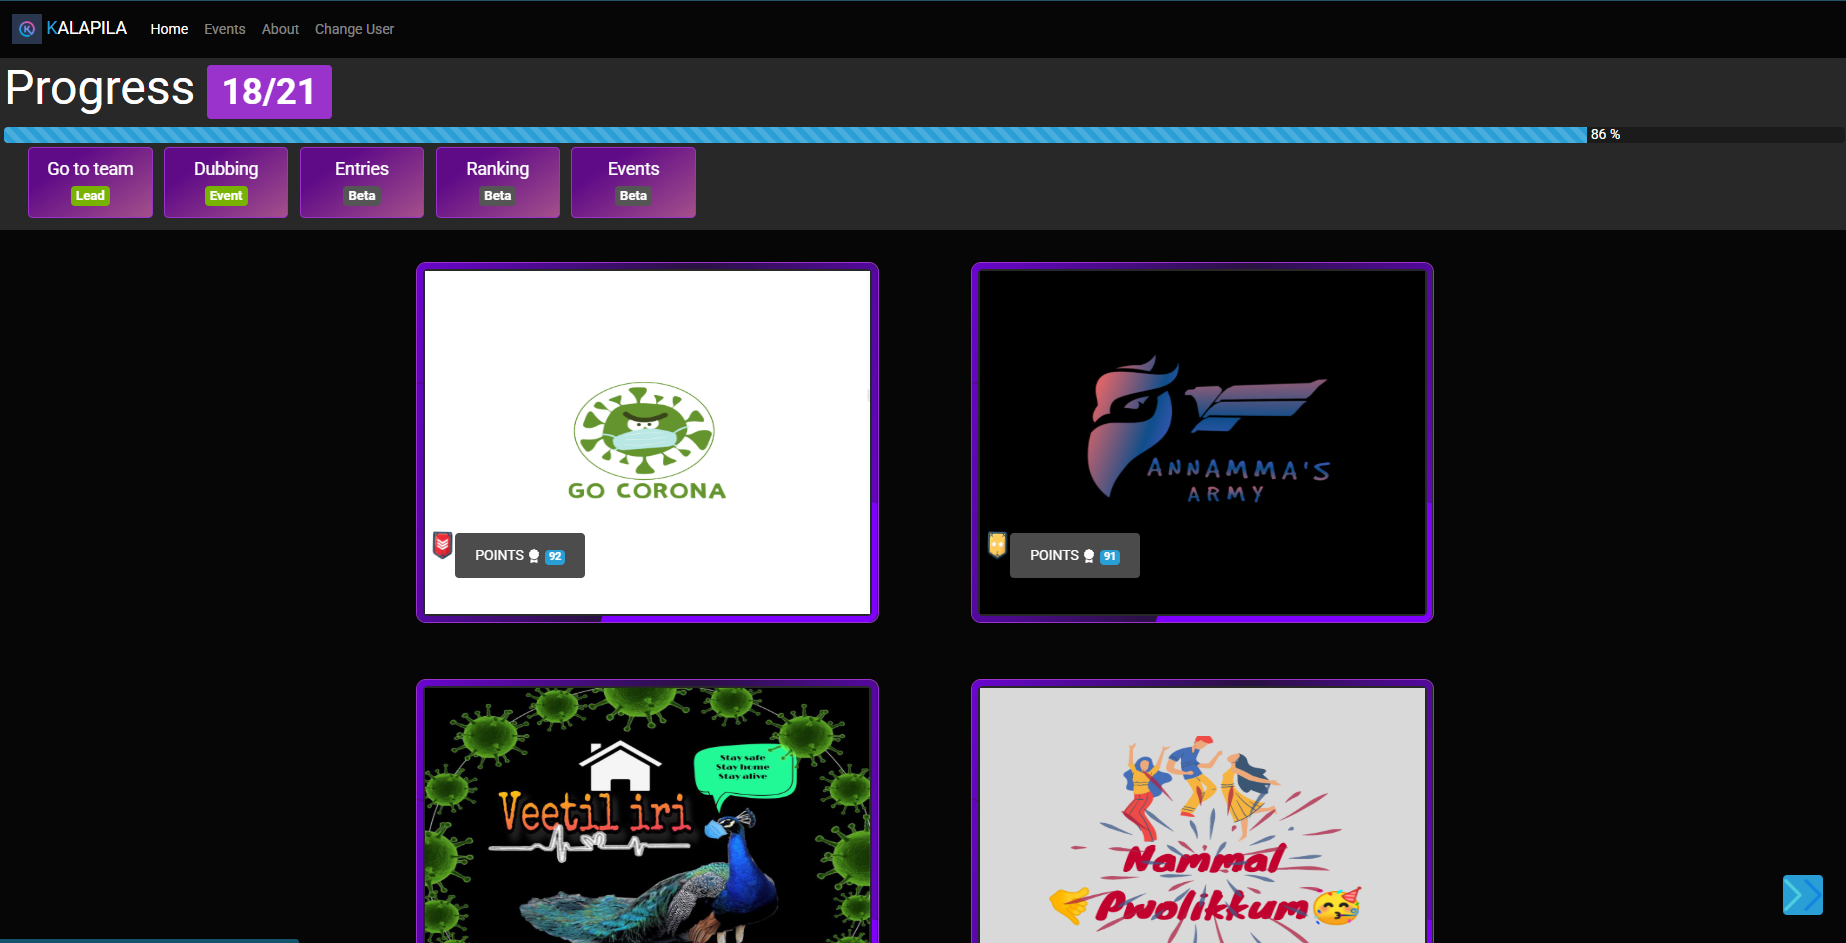 KALAPILA Home Events About Change User
Progress 18/21
86 %
Go to team
Lead
Dubbing
Event
Entries
Beta
Ranking
Beta
Events
Beta
GO CORONA
POINTS 92
ANNAMMA'S
ARMY
POINTS 91
Stay safe
Stay home
Stay alive
Veetil iri
Nammal
Pwolikkum